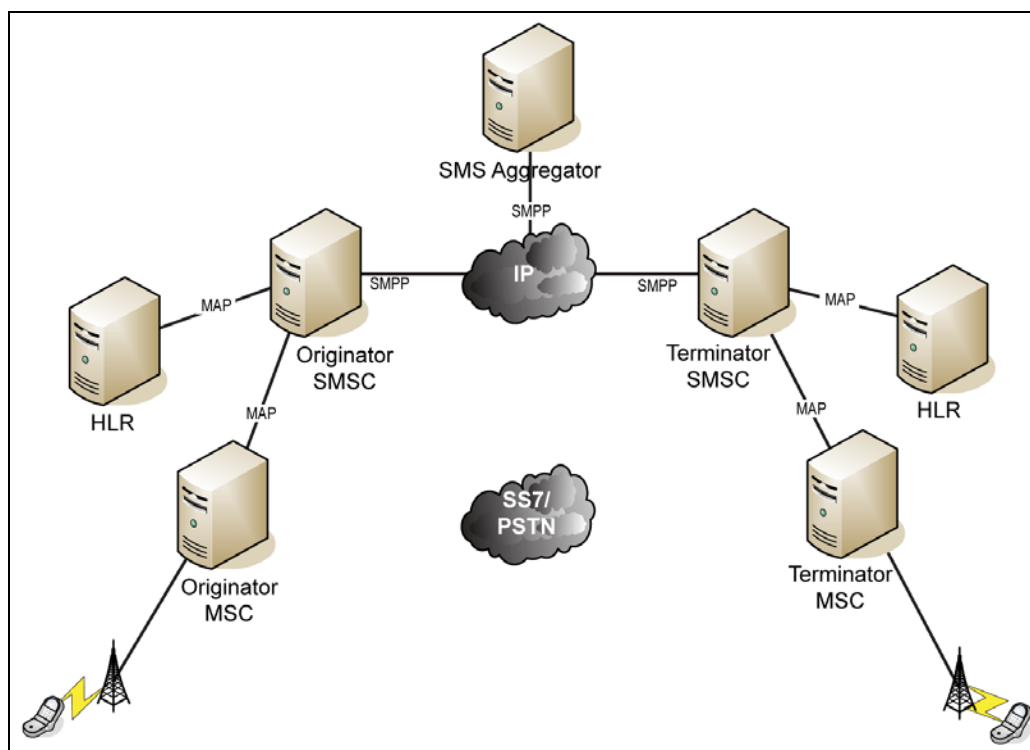 SMS Aggregator
SMPP
IP
SMPP
SMPP
MAP
MAP
Originator
SMSC
Terminator
SMSC
HLR
HLR
MAP
MAP
SS7/
PSTN
Originator
MSC
Terminator
MSC